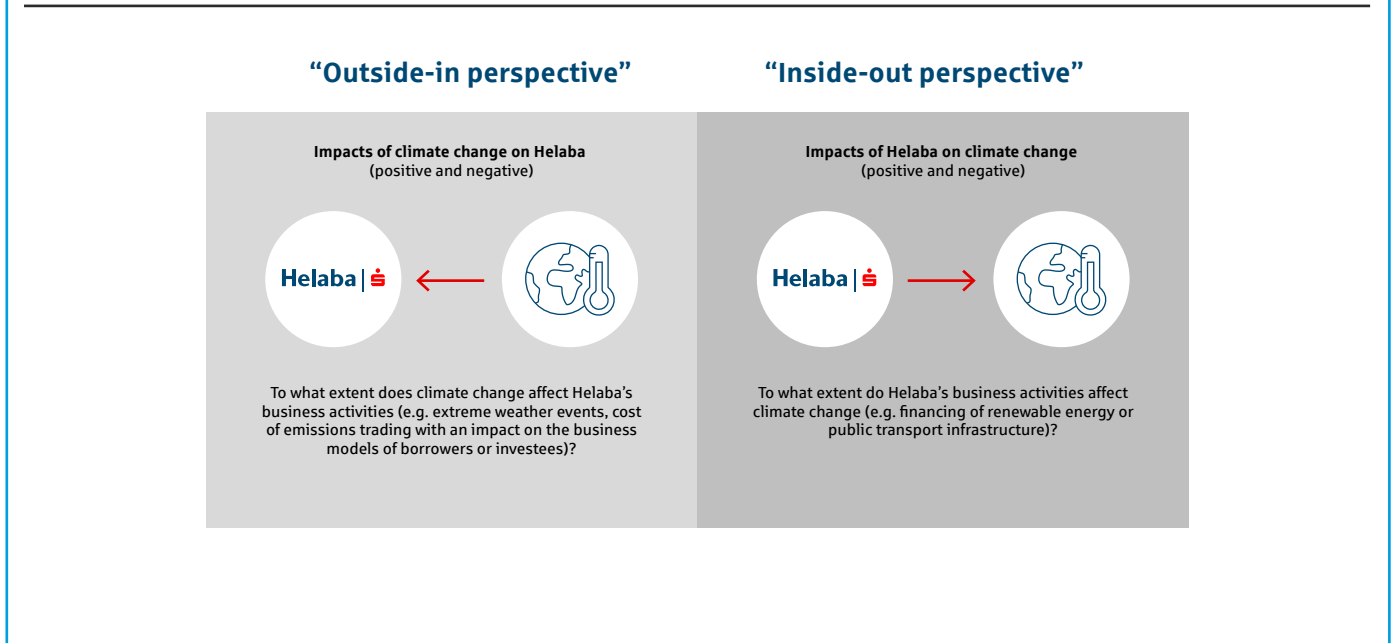 “Outside-in perspective”
Impacts of climate change on Helaba
(positive and negative)
Helaba
To what extent does climate change affect Helaba’s
business activities (e.g. extreme weather events, cost
of emissions trading with an impact on the business
models of borrowers or investees)?
“Inside-out perspective”
Impacts of Helaba on climate change
(positive and negative)
Helaba
To what extent do Helaba’s business activities affect
climate change (e.g. financing of renewable energy or
public transport infrastructure)?